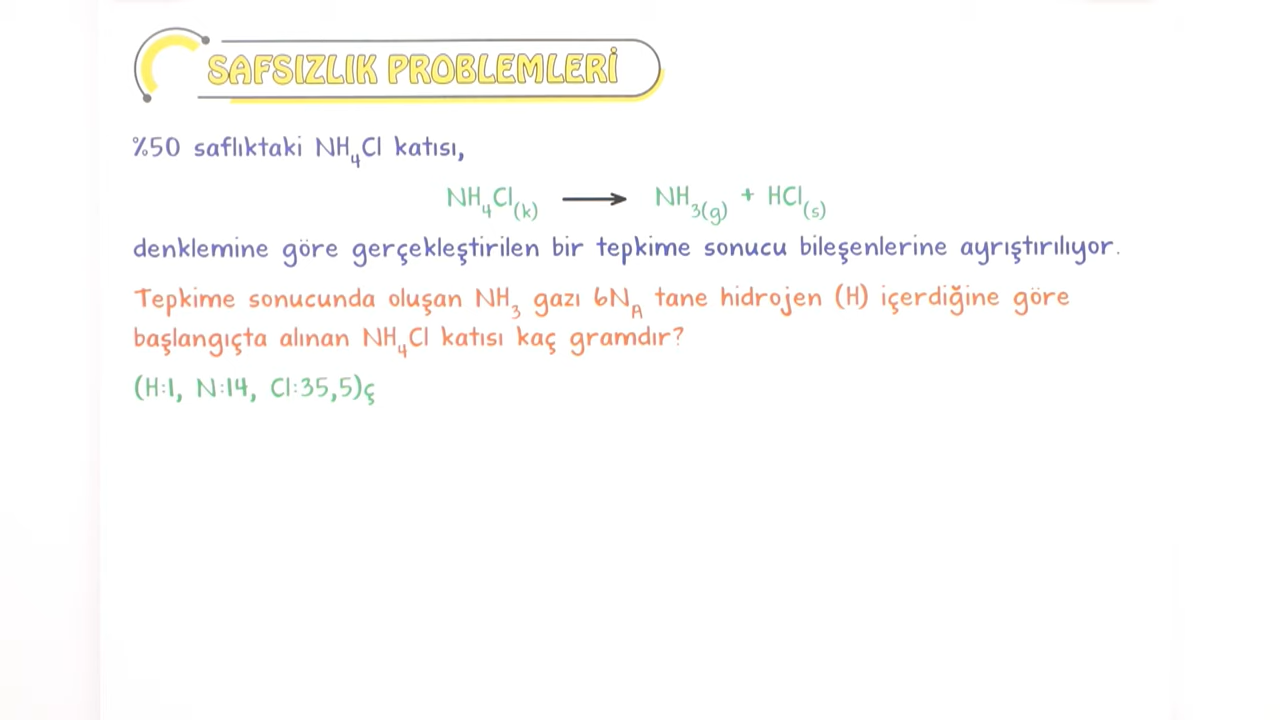 SAFSIZLIK PROBLEMLERİ
%50 saflıktaki NH₄Cl katısı,
NH₄Cl(k) ⟶ NH₃(g) + HCl(s)
denklemine göre gerçekleştirilen bir tepkime sonucu bileşenlerine ayrıştırılıyor.
Tepkime sonucunda oluşan NH₃ gazı 6N_A tane hidrojen (H) içerdiğine göre
başlangıçta alınan NH₄Cl katısı kaç gramdır?
(H:1, N:14, Cl:35,5)ç